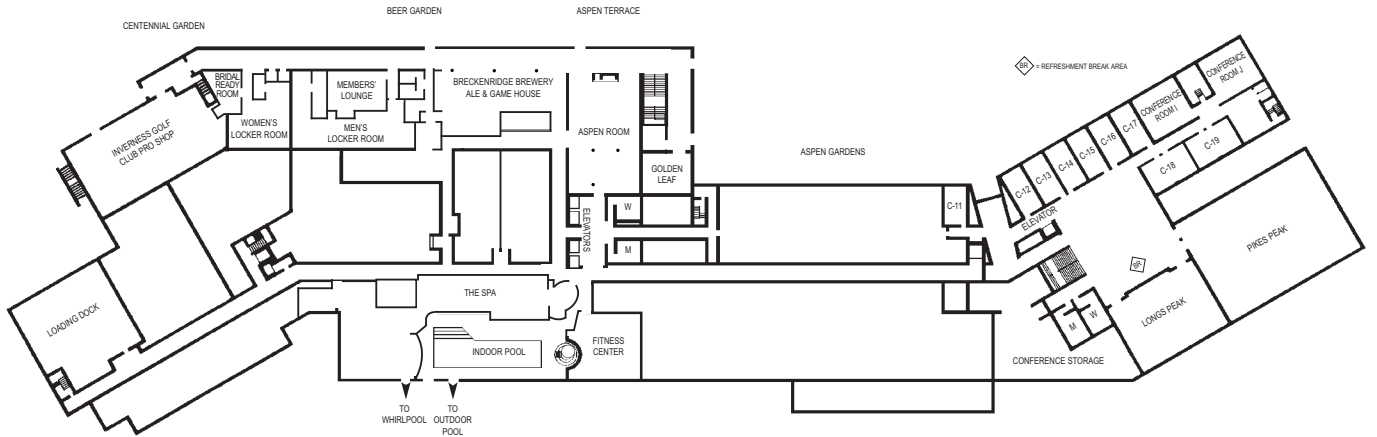 BEER GARDEN
ASPEN TERRACE
CENTENNIAL GARDEN
BR = REFRESHMENT BREAK AREA
BRIDAL
READY
ROOM
MEMBERS'
LOUNGE
BRECKENRIDGE BREWERY
ALE & GAME HOUSE
CONFERENCE
ROOM J
CONFERENCE
ROOM I
WOMEN'S
LOCKER ROOM
MEN'S
LOCKER ROOM
ASPEN ROOM
INVERNESS GOLF
CLUB PRO SHOP
GOLDEN
LEAF
ASPEN GARDENS
C-17
C-16
C-15
C-14
C-13
C-12
C-19
C-18
C-11
W
M
ELEVATORS
ELEVATOR
PIKES PEAK
BR
THE SPA
LOADING DOCK
LONGS PEAK
M
W
INDOOR POOL
FITNESS
CENTER
CONFERENCE STORAGE
TO
WHIRLPOOL
TO
OUTDOOR
POOL